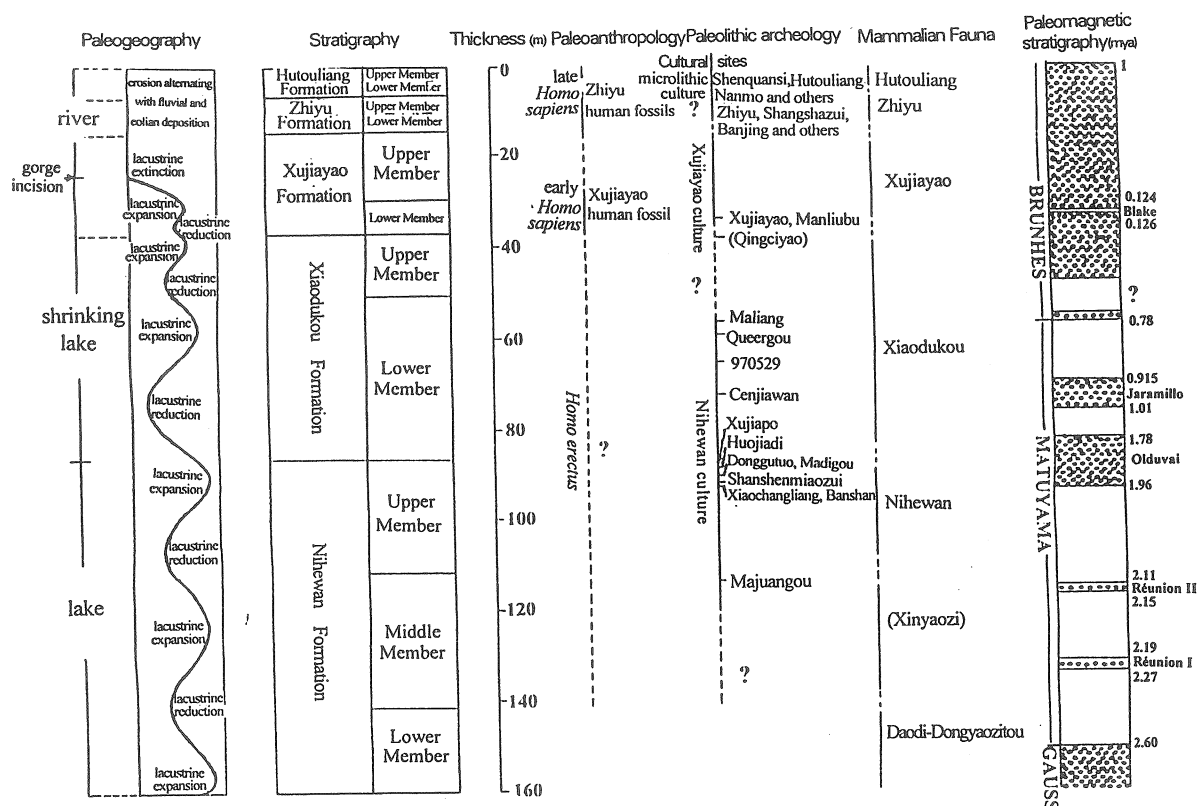 Paleogeography
Stratigraphy
Thickness (m)
Paleoanthropology
Paleolithic archeology
Mammalian Fauna
Paleomagnetic
stratigraphy(mya)
river
gorge
incision
shrinking
lake
lake
erosion alternating
with fluvial and
eolian deposition
lacustrine
extinction
lacustrine
expansion
lacustrine
reduction
lacustrine
expansion
lacustrine
reduction
lacustrine
expansion
lacustrine
reduction
lacustrine
expansion
lacustrine
reduction
lacustrine
expansion
lacustrine
reduction
lacustrine
expansion
Hutouliang
Formation
Upper Member
Lower Member
Zhiyu
Formation
Upper Member
Lower Member
Xujiayao
Formation
Upper
Member
Lower Member
Xiaodukou Formation
Upper
Member
Lower
Member
Nihewan Formation
Upper
Member
Middle
Member
Lower
Member
0
20
40
60
80
100
120
140
160
late
Homo
sapiens
Zhiyu
human fossils
early
Homo
sapiens
Xujiayao
human fossil
Homo erectus
?
Cultural
microlithic
culture
?
Xujiayao culture
?
Nihewan culture
sites
Shenquansi, Hutouliang
Nanmo and others
Zhiyu, Shangshazui,
Banjing and others
Xujiayao, Manliubu
(Qingciyao)
Maliang
Queergou
970529
Cenjiawan
Xujiapo
Huojiadi
Donggutuo, Madigou
Shanshenmiaozui
Xiaochangliang, Banshan
Majuangou
?
Hutouliang
Zhiyu
Xujiayao
Xiaodukou
Nihewan
(Xinyaozi)
Daodi-Dongyaozitou
BRUNHES
MATUYAMA
GAUSS
1
0.124
Blake
0.126
?
0.78
0.915
Jaramillo
1.01
1.78
Olduvai
1.96
2.11
Réunion II
2.15
2.19
Réunion I
2.27
2.60